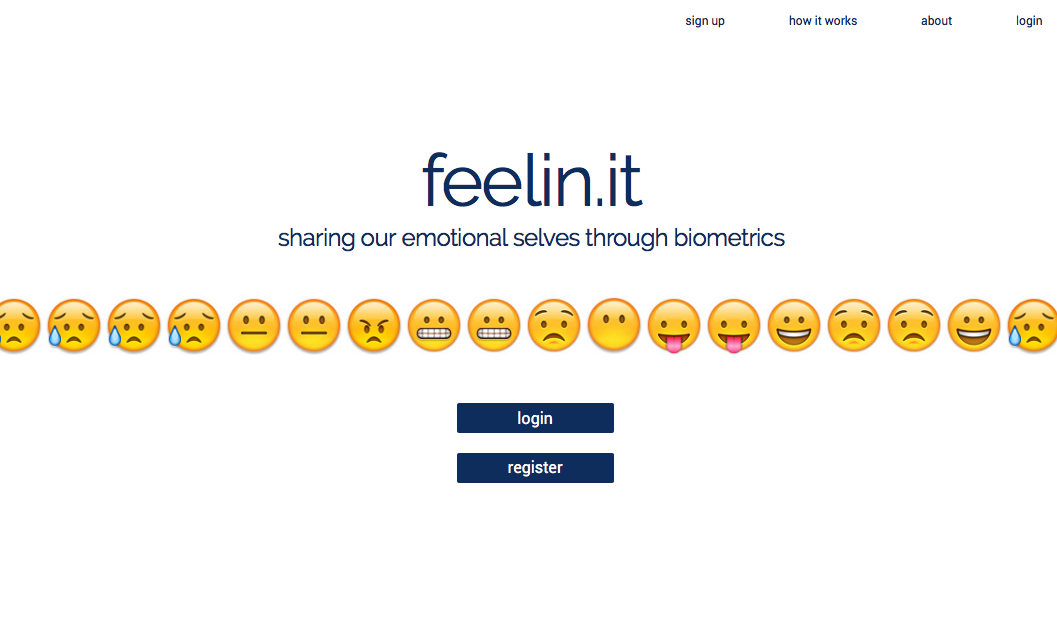 sign up how it works about login
feelin.it
sharing our emotional selves through biometrics
login
register